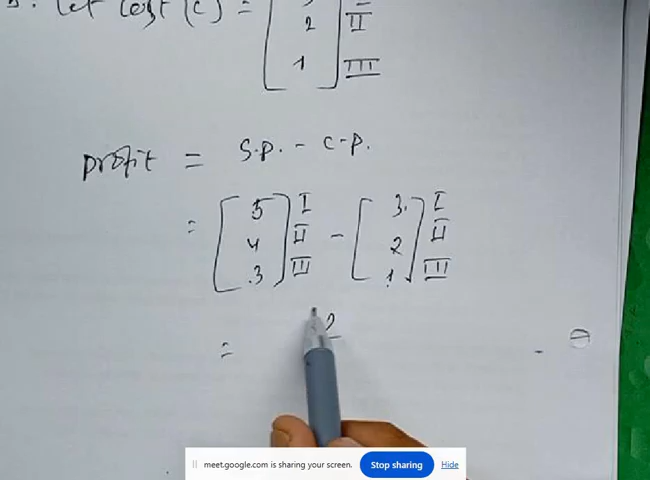 Let cost (C) = [
2 II
1 III
profit = S.P. - C.P.
= [5 I - [3 I
4 II 2 II
3] III 1] III
= 2 - ①
meet.google.com is sharing your screen. Stop sharing Hide